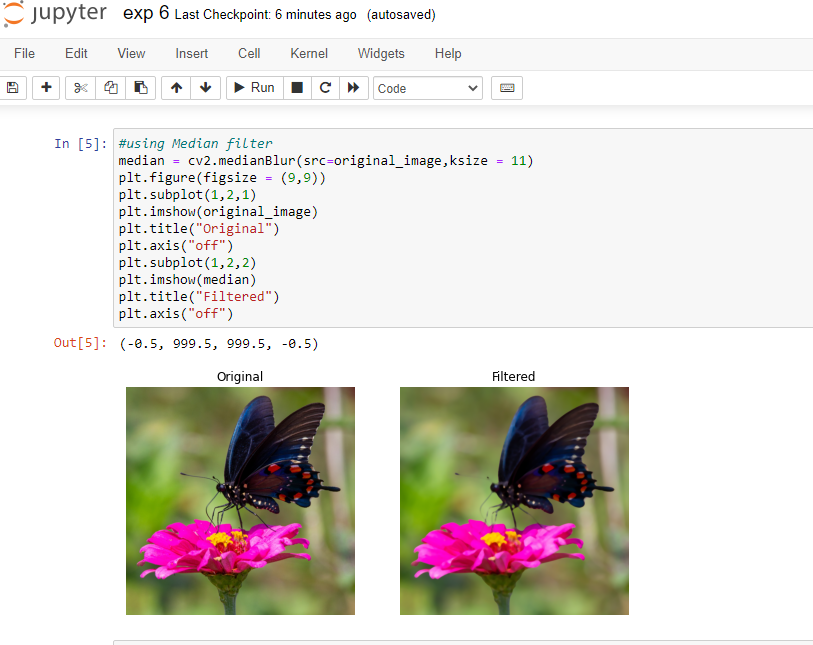 jupyter exp 6 Last Checkpoint: 6 minutes ago (autosaved)
File Edit View Insert Cell Kernel Widgets Help
Run Code
In [5]: #using Median filter
median = cv2.medianBlur(src=original_image,ksize = 11)
plt.figure(figsize = (9,9))
plt.subplot(1,2,1)
plt.imshow(original_image)
plt.title("Original")
plt.axis("off")
plt.subplot(1,2,2)
plt.imshow(median)
plt.title("Filtered")
plt.axis("off")
Out[5]: (-0.5, 999.5, 999.5, -0.5)
Original Filtered